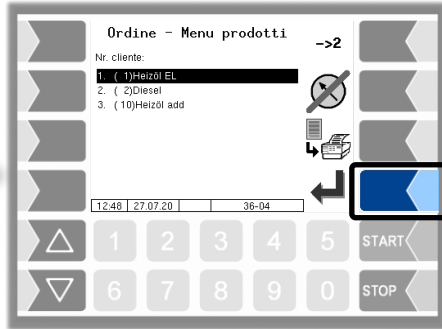 Ordine - Menu prodotti
->2
Nr. cliente:
1. ( 1)Heizöl EL
2. ( 2)Diesel
3. ( 10)Heizöl add
12:48 27.07.20 36-04
1 2 3 4 5 START
6 7 8 9 0 STOP